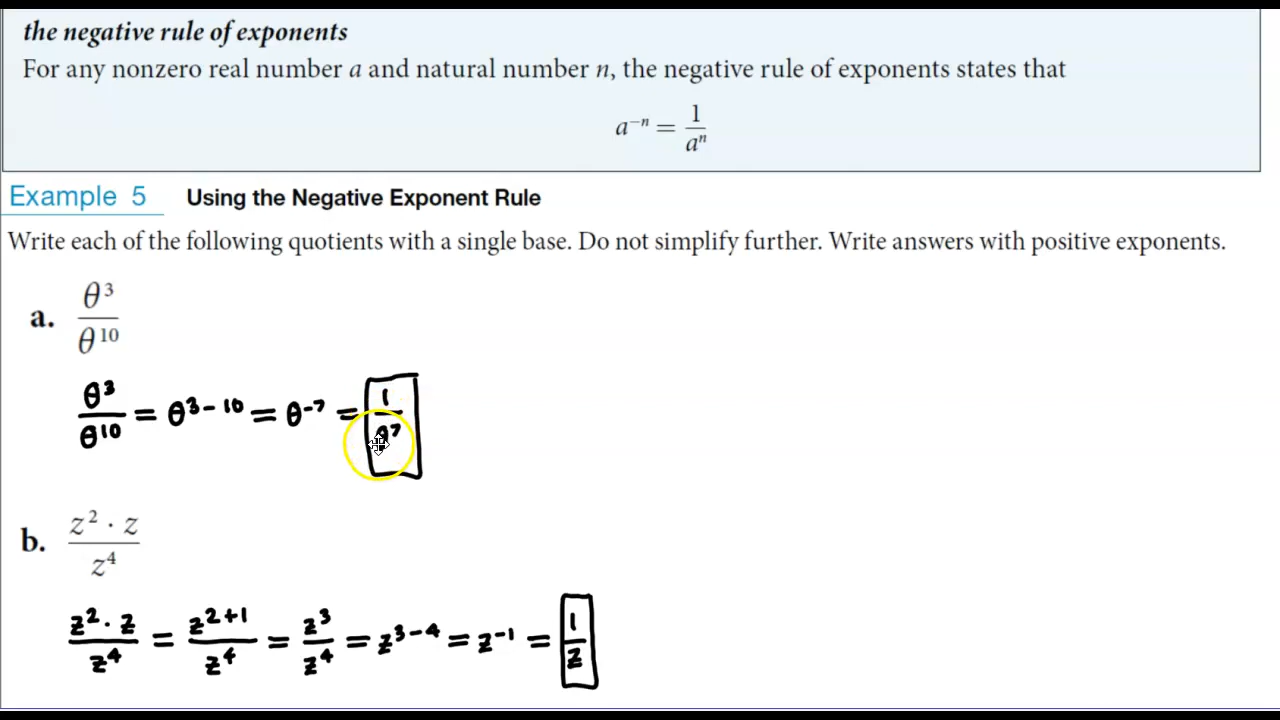 the negative rule of exponents
For any nonzero real number a and natural number n, the negative rule of exponents states that
a⁻ⁿ = 1/aⁿ
Example 5 Using the Negative Exponent Rule
Write each of the following quotients with a single base. Do not simplify further. Write answers with positive exponents.
a. θ³/θ¹⁰
θ³/θ¹⁰ = θ³⁻¹⁰ = θ⁻⁷ = 1/θ⁷
b. z² · z/z⁴
z² · z/z⁴ = z²⁺¹/z⁴ = z³/z⁴ = z³⁻⁴ = z⁻¹ = 1/z